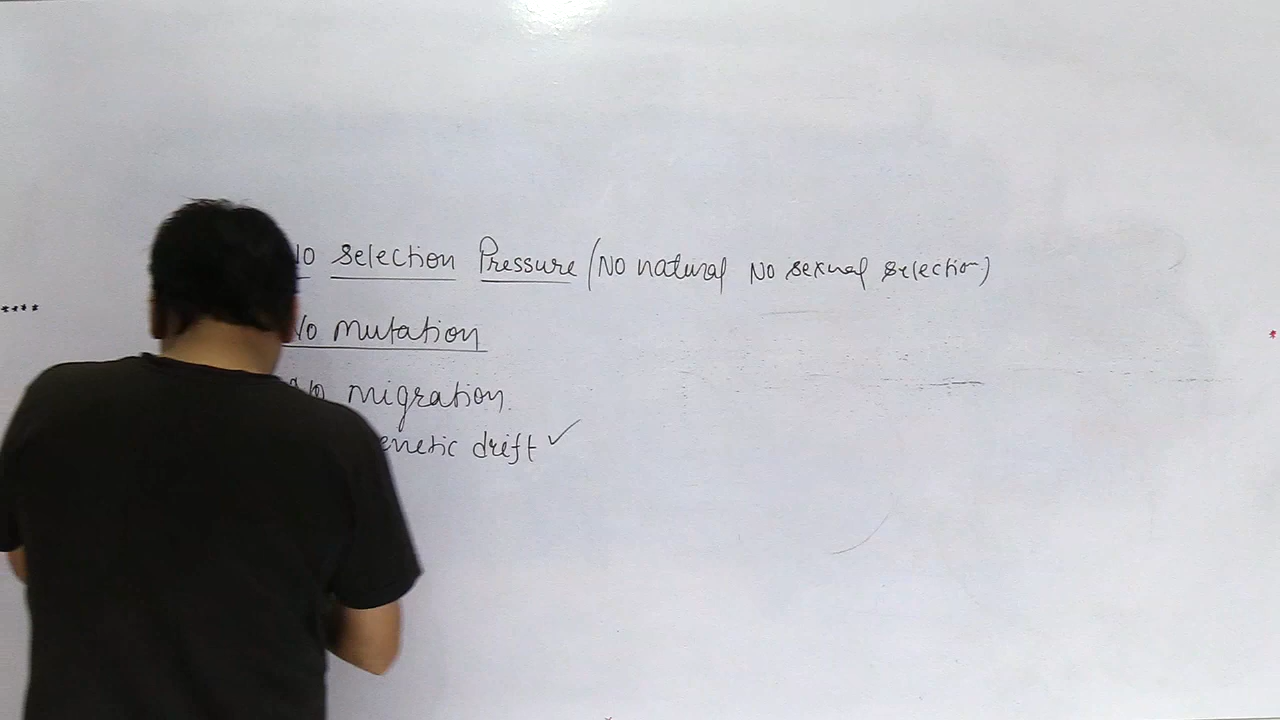 No selection Pressure (No natural No sexual selection)
No mutation
No migration.
genetic drift ✓